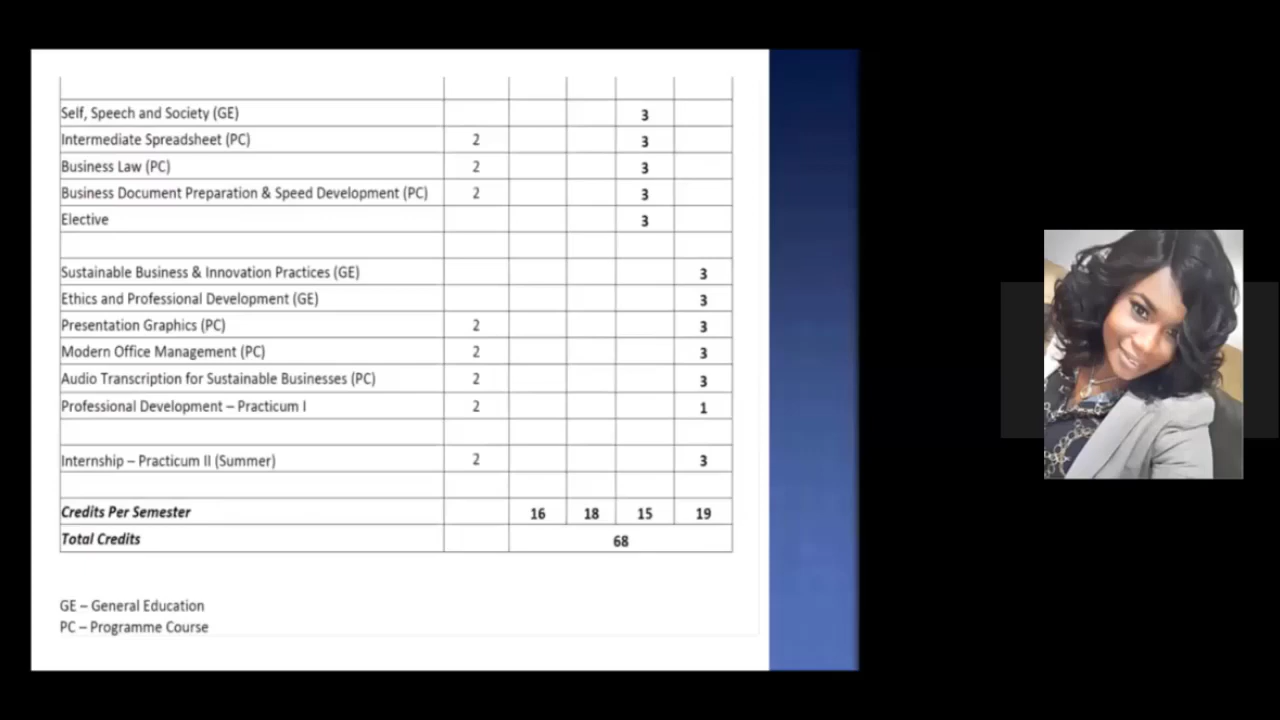 Self, Speech and Society (GE) 3
Intermediate Spreadsheet (PC) 2 3
Business Law (PC) 2 3
Business Document Preparation & Speed Development (PC) 2 3
Elective 3
Sustainable Business & Innovation Practices (GE) 3
Ethics and Professional Development (GE) 3
Presentation Graphics (PC) 2 3
Modern Office Management (PC) 2 3
Audio Transcription for Sustainable Businesses (PC) 2 3
Professional Development – Practicum I 2 1
Internship – Practicum II (Summer) 2 3
Credits Per Semester 16 18 15 19
Total Credits 68
GE – General Education
PC – Programme Course